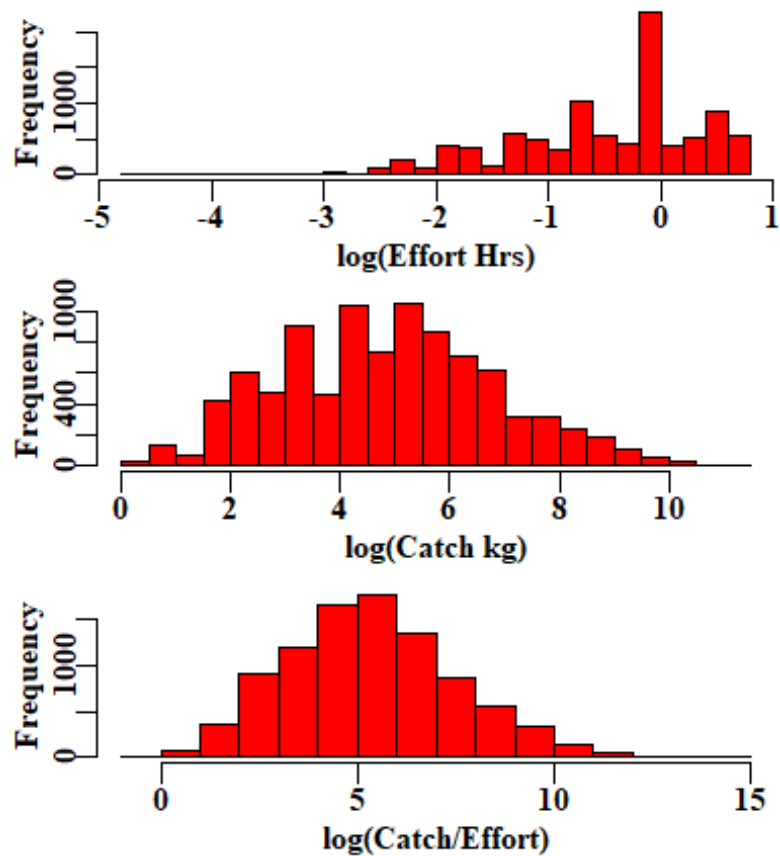 Frequency
0 1000
-5 -4 -3 -2 -1 0 1
log(Effort Hrs)
Frequency
0 400 1000
0 2 4 6 8 10
log(Catch kg)
Frequency
0 1000
0 5 10 15
log(Catch/Effort)